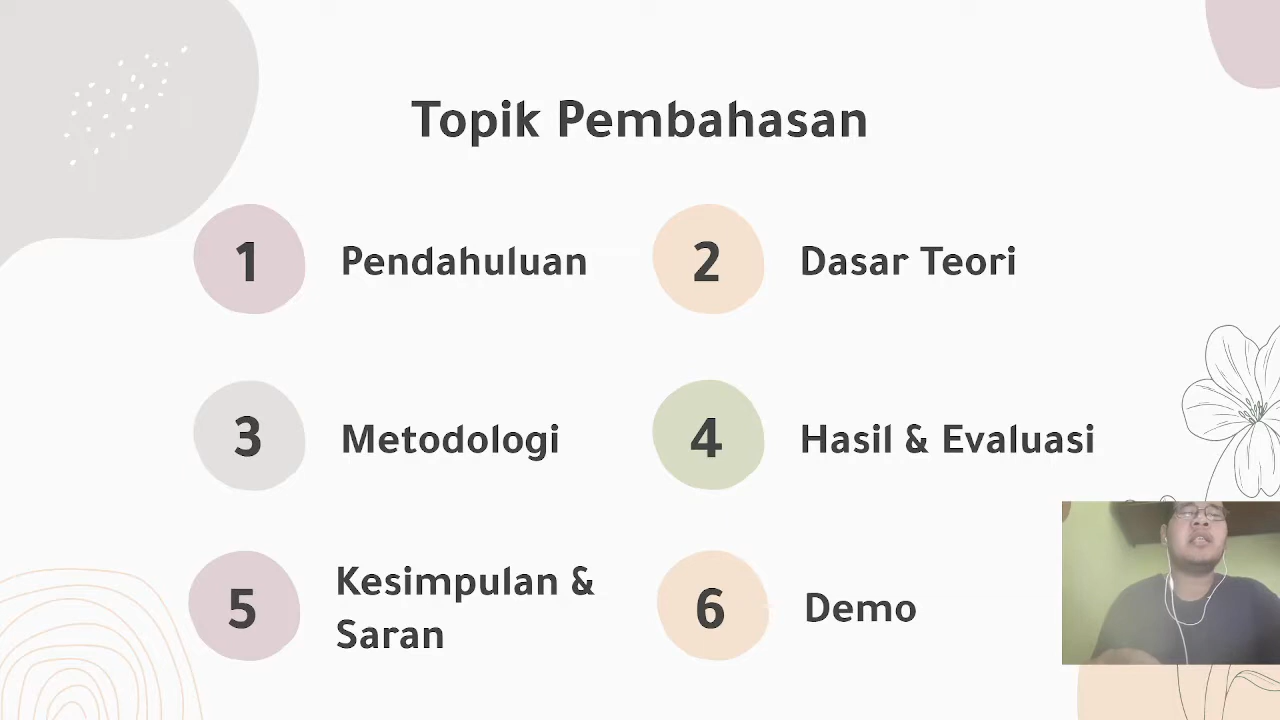 Topik Pembahasan
1 Pendahuluan
2 Dasar Teori
3 Metodologi
4 Hasil & Evaluasi
5 Kesimpulan &
Saran
6 Demo